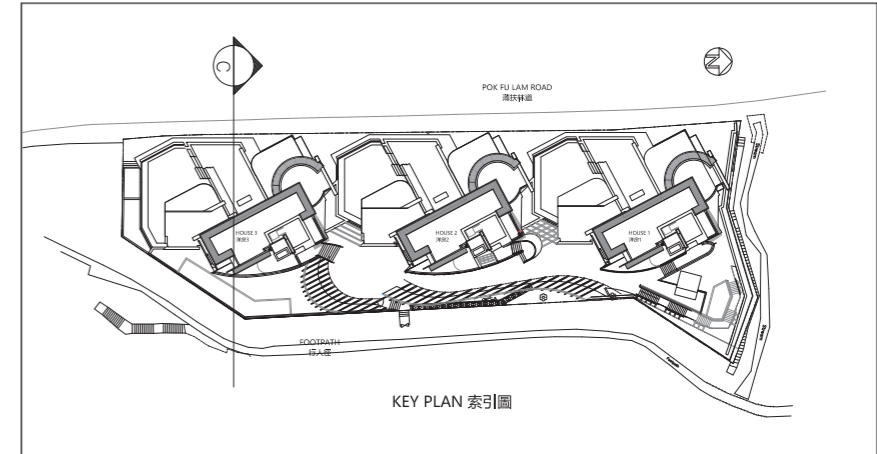 C
N
POK FU LAM ROAD
薄扶林道
HOUSE 3
洋房3
HOUSE 2
洋房2
HOUSE 1
洋房1
FOOTPATH
行人徑
KEY PLAN 索引圖